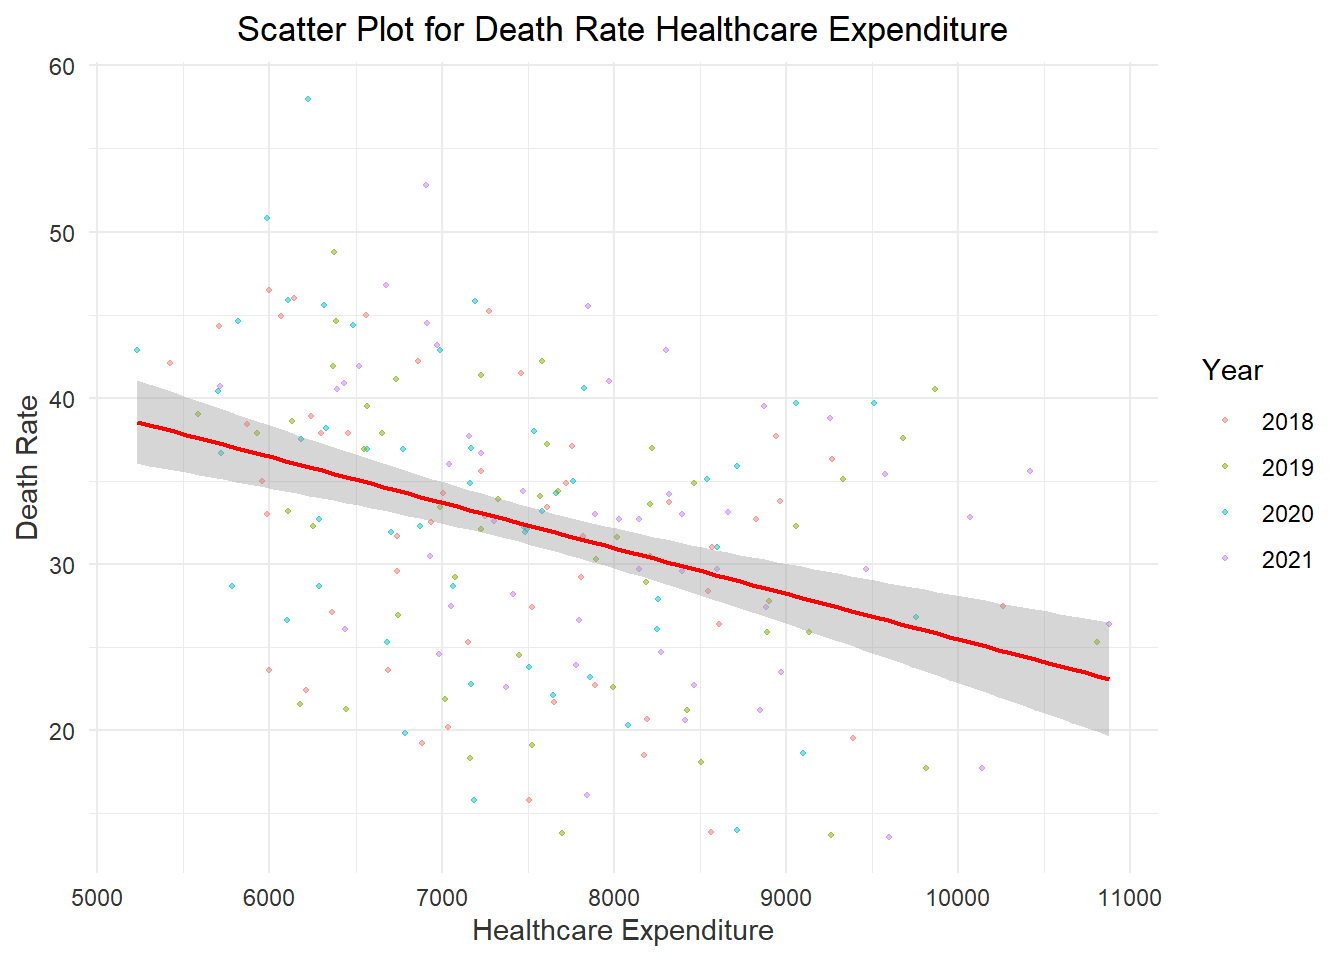 Scatter Plot for Death Rate Healthcare Expenditure
60
50
40
30
20
Death Rate
5000 6000 7000 8000 9000 10000 11000
Healthcare Expenditure
Year
2018
2019
2020
2021